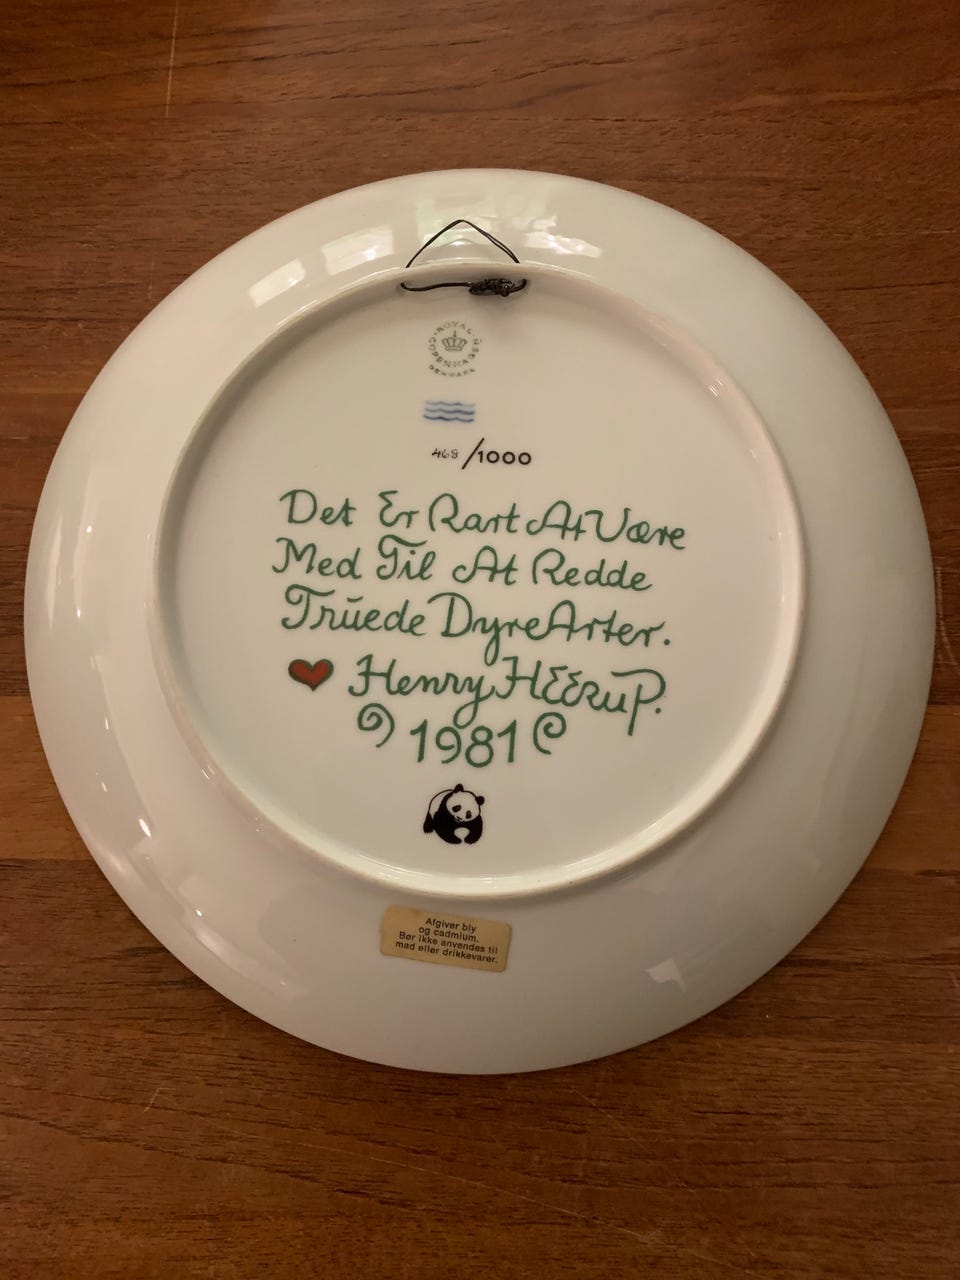 ROYAL COPENHAGEN
DENMARK
468/1000
Det Er Rart At Være
Med Til At Redde
Truede Dyre Arter.
Henry HEErup.
1981
Afgiver bly
og cadmium.
Bør ikke anvendes til
mad eller drikkevarer.